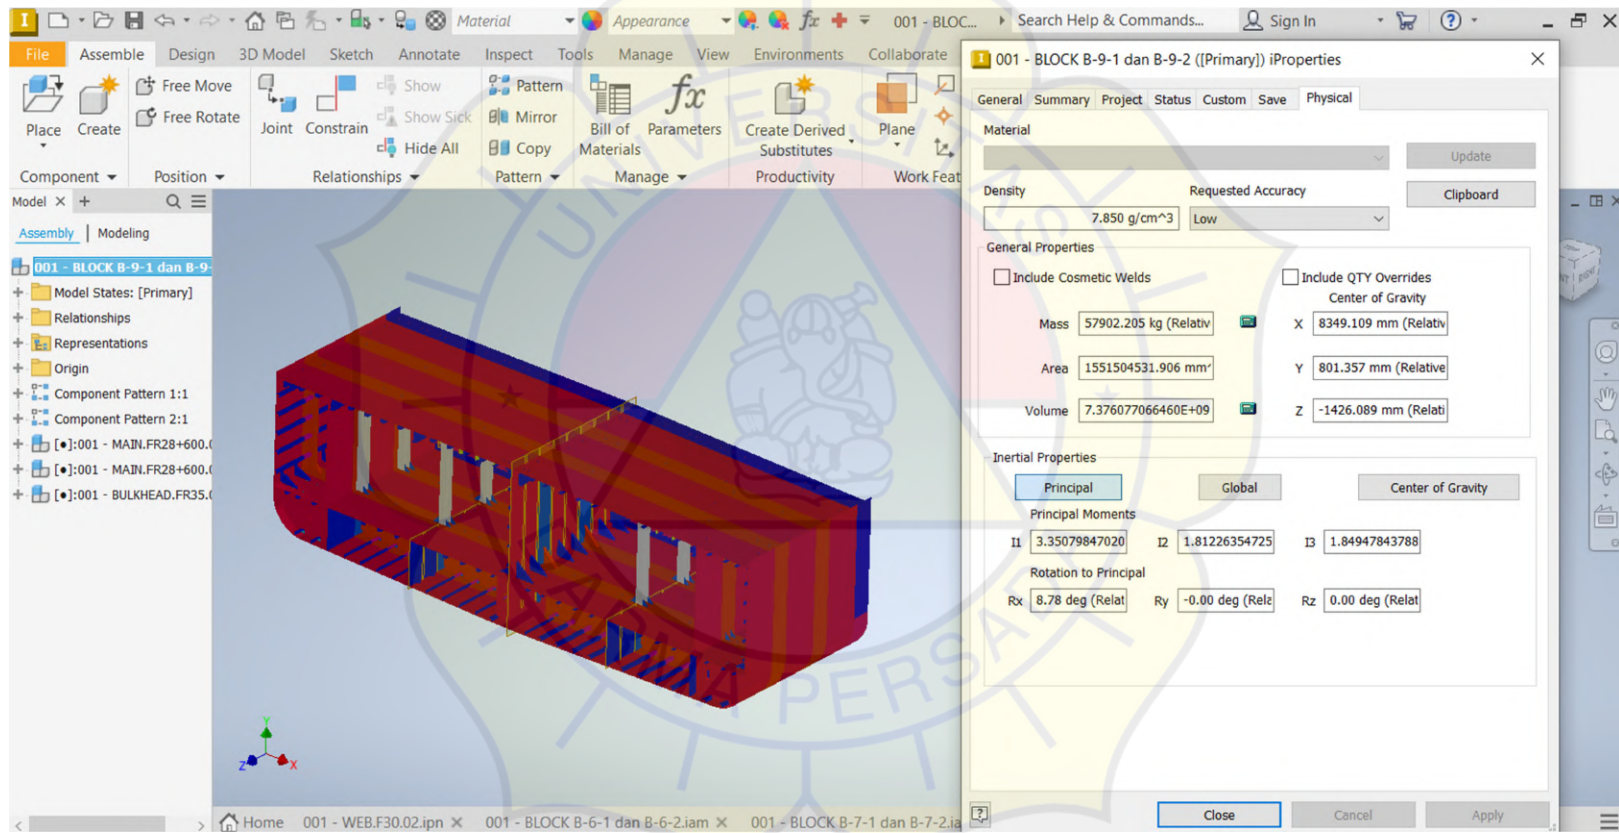 Material
Appearance
001 - BLOC...
Search Help & Commands...
Sign In
File Assemble Design 3D Model Sketch Annotate Inspect Tools Manage View Environments Collaborate
Place
Create
Free Move
Free Rotate
Joint
Constrain
Show
Show Sick
Hide All
Pattern
Mirror
Copy
Bill of
Materials
Parameters
Create Derived
Substitutes
Plane
Component
Position
Relationships
Pattern
Manage
Productivity
Work Feat
Model
Assembly | Modeling
001 - BLOCK B-9-1 dan B-9-
Model States: [Primary]
Relationships
Representations
Origin
Component Pattern 1:1
Component Pattern 2:1
[●]:001 - MAIN.FR28+600.0
[●]:001 - MAIN.FR28+600.0
[●]:001 - BULKHEAD.FR35.0
Y
Z
X
UNIVERSITAS
DARMA PERSADA
001 - BLOCK B-9-1 dan B-9-2 ([Primary]) iProperties
General Summary Project Status Custom Save Physical
Material
Update
Density
Requested Accuracy
Clipboard
7.850 g/cm^3
Low
General Properties
Include Cosmetic Welds
Include QTY Overrides
Center of Gravity
Mass 57902.205 kg (Relativ
X 8349.109 mm (Relativ
Area 1551504531.906 mm^
Y 801.357 mm (Relative
Volume 7.376077066460E+09
Z -1426.089 mm (Relati
Inertial Properties
Principal
Global
Center of Gravity
Principal Moments
I1 3.35079847020
I2 1.81226354725
I3 1.84947843788
Rotation to Principal
Rx 8.78 deg (Relat
Ry -0.00 deg (Rela
Rz 0.00 deg (Relat
Close
Cancel
Apply
Home
001 - WEB.F30.02.ipn
001 - BLOCK B-6-1 dan B-6-2.iam
001 - BLOCK B-7-1 dan B-7-2.ia